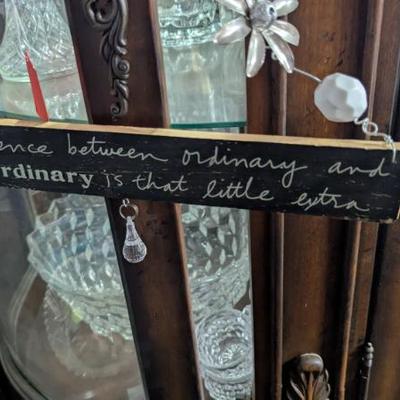 ence between ordinary and
rdinary is that little extra